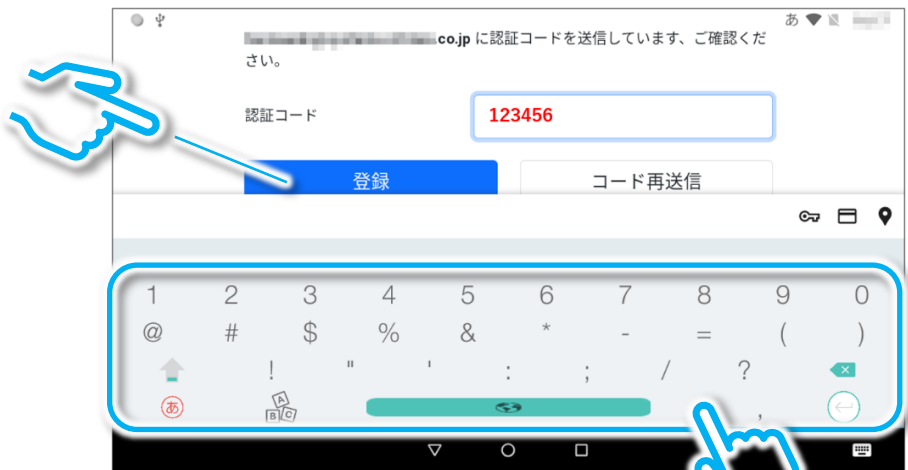 あ
.co.jp に認証コードを送信しています、ご確認くだ
さい。
認証コード
123456
登録
コード再送信
1 2 3 4 5 6 7 8 9 0
@ # $ % & * - = ( )
! " ' : ; / ?
あ A B C ,